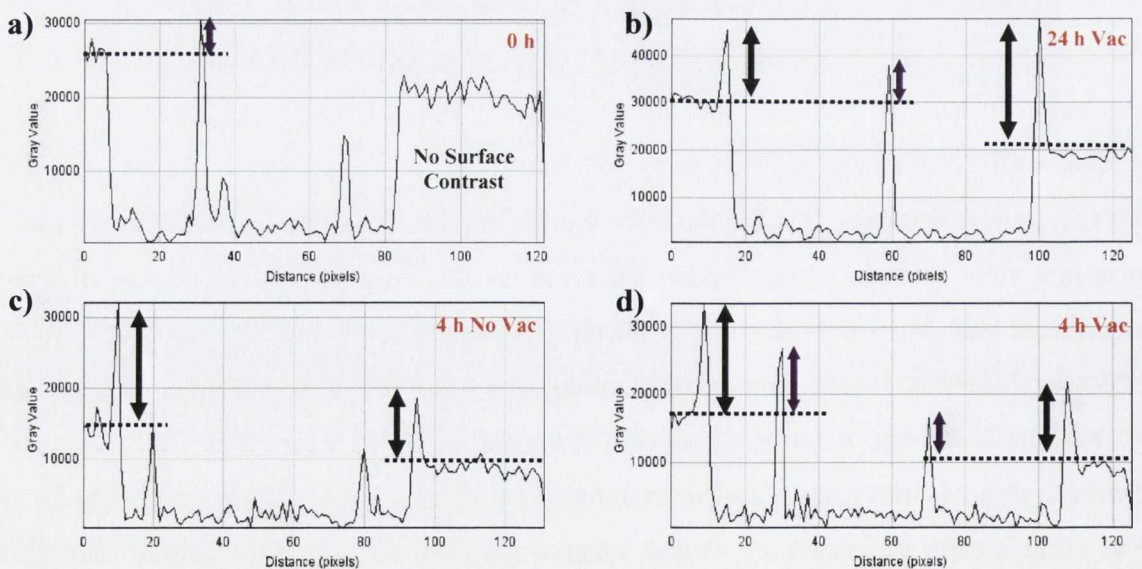 a)
0 h
30000
20000
10000
Gray Value
No Surface
Contrast
0 20 40 60 80 100 120
Distance (pixels)
b)
24 h Vac
40000
30000
20000
10000
Gray Value
0 20 40 60 80 100 120
Distance (pixels)
c)
4 h No Vac
30000
20000
10000
Gray Value
0 20 40 60 80 100 120
Distance (pixels)
d)
4 h Vac
30000
20000
10000
Gray Value
0 20 40 60 80 100 120
Distance (pixels)